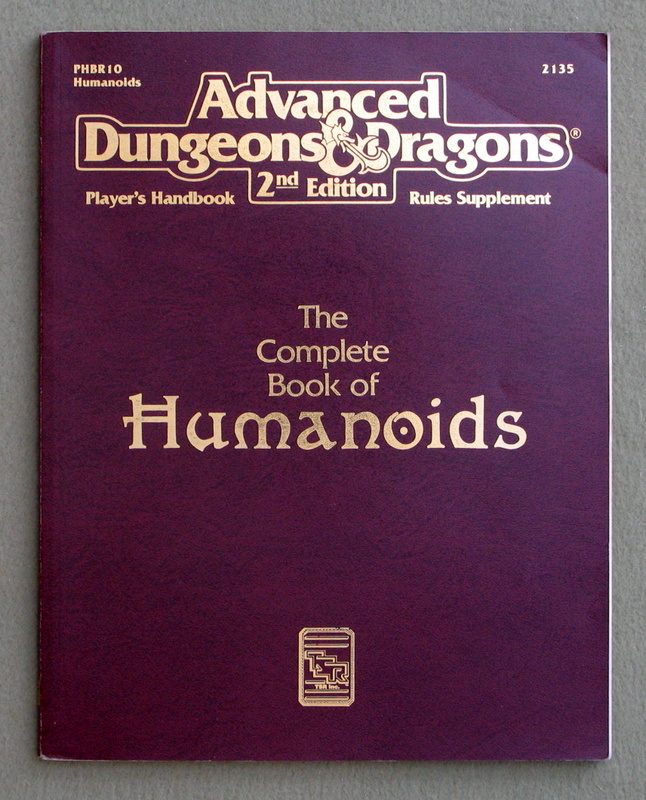 PHBR10
Humanoids
2135
Advanced
Dungeons & Dragons®
2nd Edition
Player's Handbook
Rules Supplement
The
Complete
Book of
Humanoids
TSR
TSR Inc.